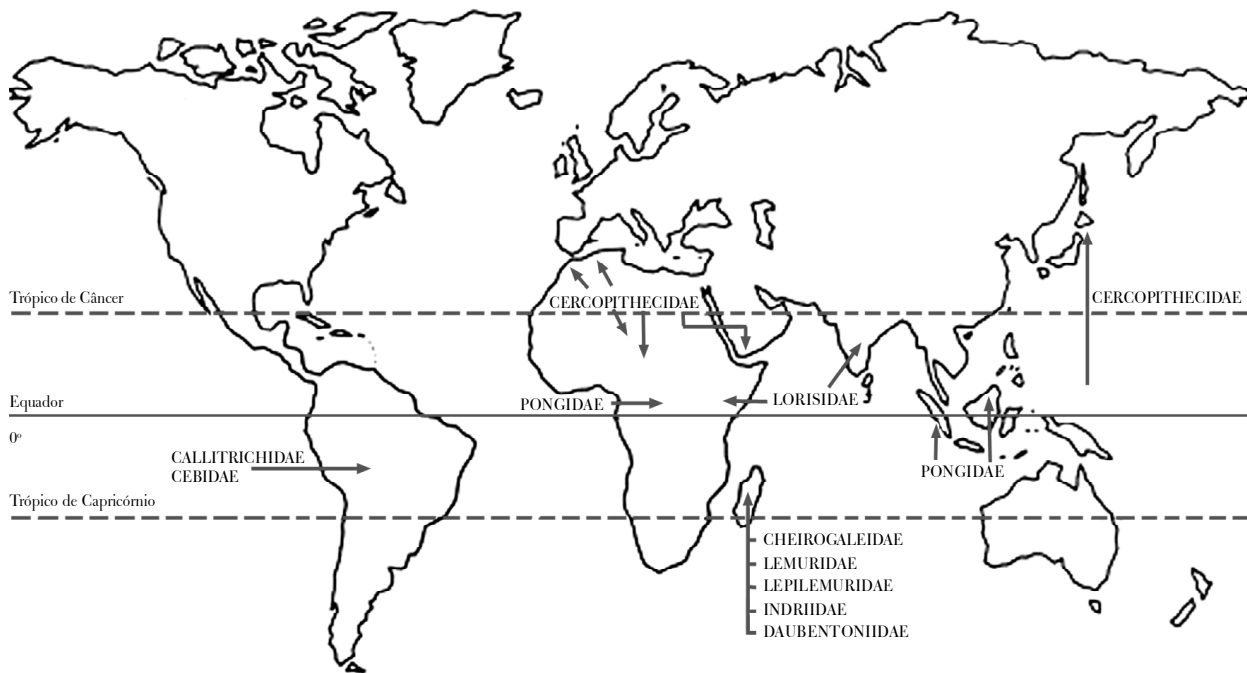 Trópico de Câncer
CERCOPITHECIDAE
CERCOPITHECIDAE
Equador
PONGIDAE
LORISIDAE
0º
CALLITRICHIDAE
CEBIDAE
PONGIDAE
Trópico de Capricórnio
CHEIROGALEIDAE
LEMURIDAE
LEPILEMURIDAE
INDRIIDAE
DAUBENTONIIDAE